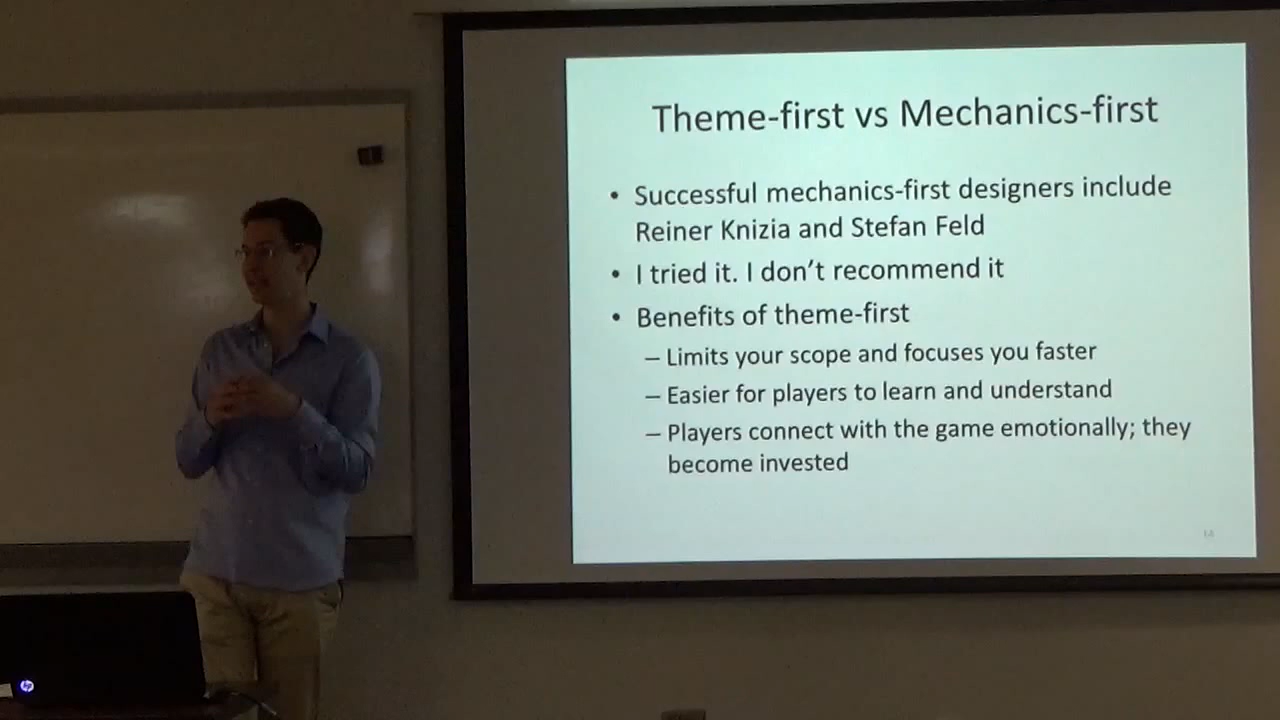 Theme-first vs Mechanics-first
• Successful mechanics-first designers include
Reiner Knizia and Stefan Feld
• I tried it. I don't recommend it
• Benefits of theme-first
– Limits your scope and focuses you faster
– Easier for players to learn and understand
– Players connect with the game emotionally; they
become invested
hp